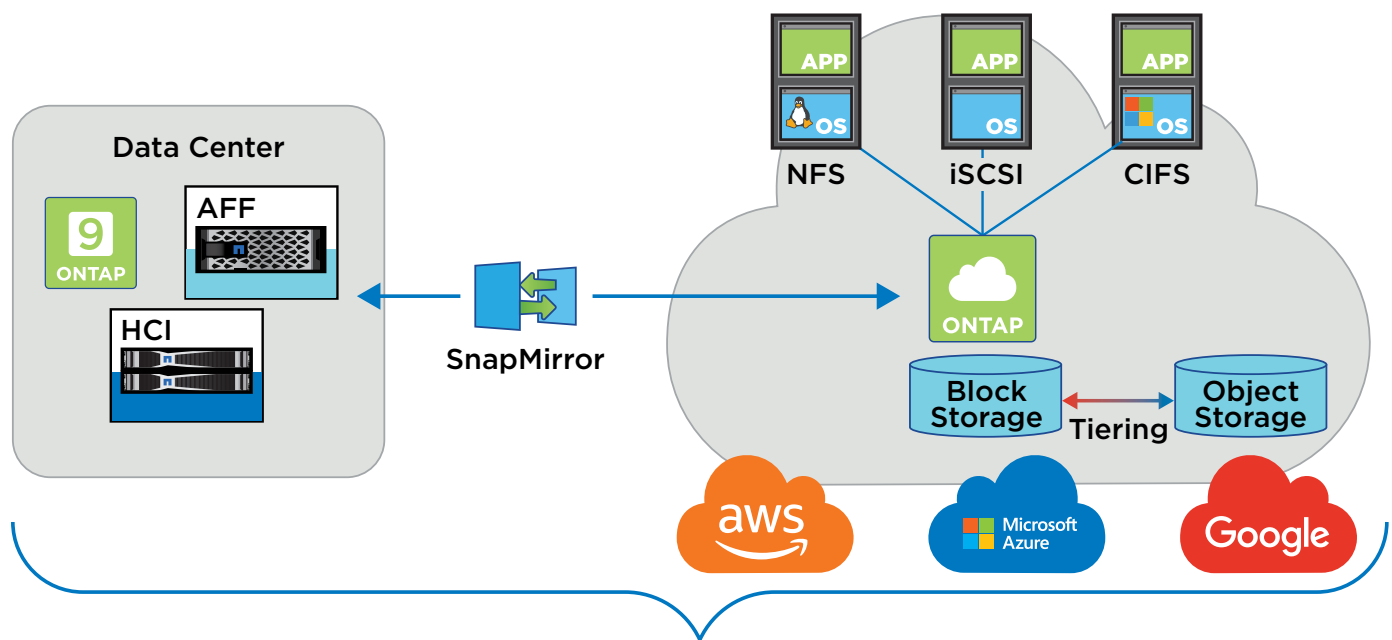 APP
OS
NFS
APP
OS
iSCSI
APP
OS
CIFS
Data Center
9
ONTAP
AFF
HCI
SnapMirror
ONTAP
Block
Storage
Tiering
Object
Storage
aws
Microsoft
Azure
Google